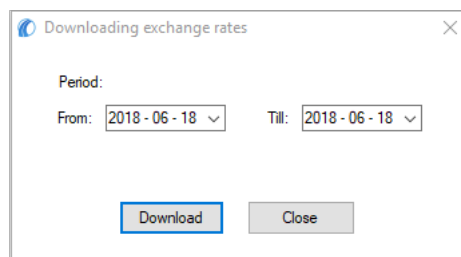 Downloading exchange rates
Period:
From: 2018 - 06 - 18 Till: 2018 - 06 - 18
Download Close